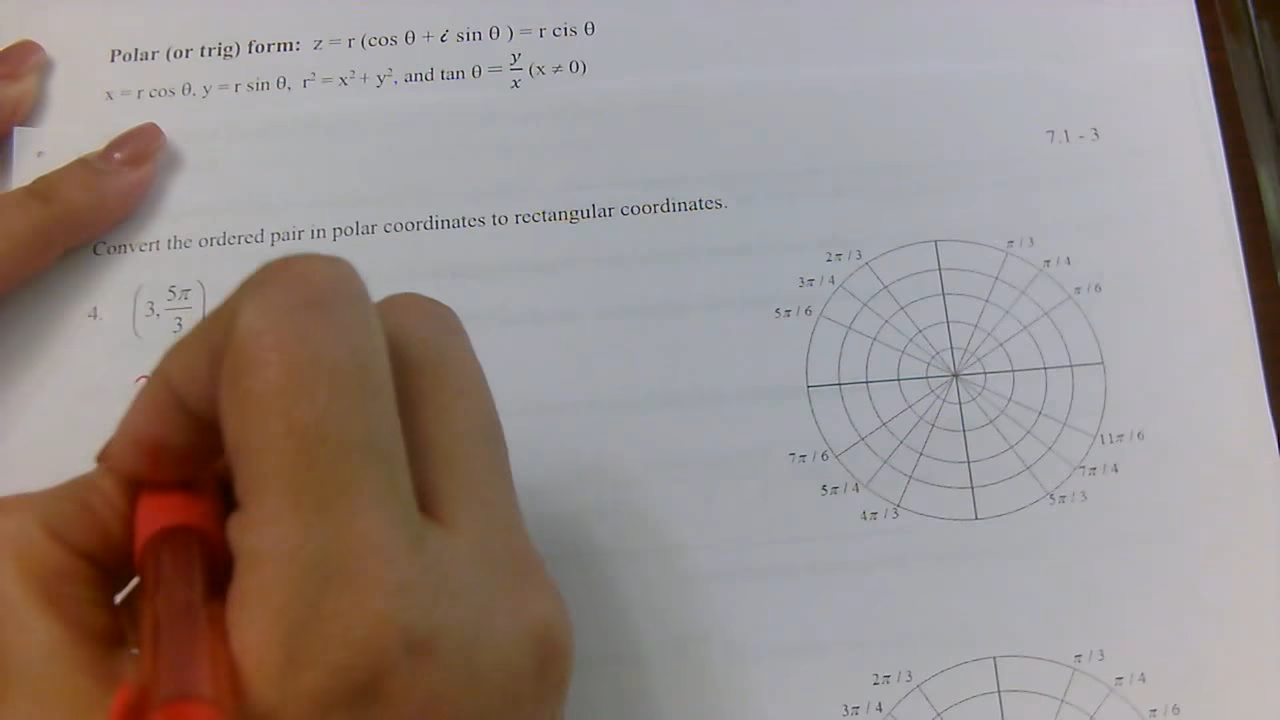 Polar (or trig) form: z = r (cos θ + i sin θ ) = r cis θ
x = r cos θ, y = r sin θ, r² = x² + y², and tan θ = y/x (x ≠ 0)
7.1 - 3
Convert the ordered pair in polar coordinates to rectangular coordinates.
4. (3, 5π/3)
π / 3
2π / 3
π / 4
3π / 4
π / 6
5π / 6
11π / 6
7π / 6
7π / 4
5π / 4
5π / 3
4π / 3
π / 3
2π / 3
π / 4
3π / 4
π / 6